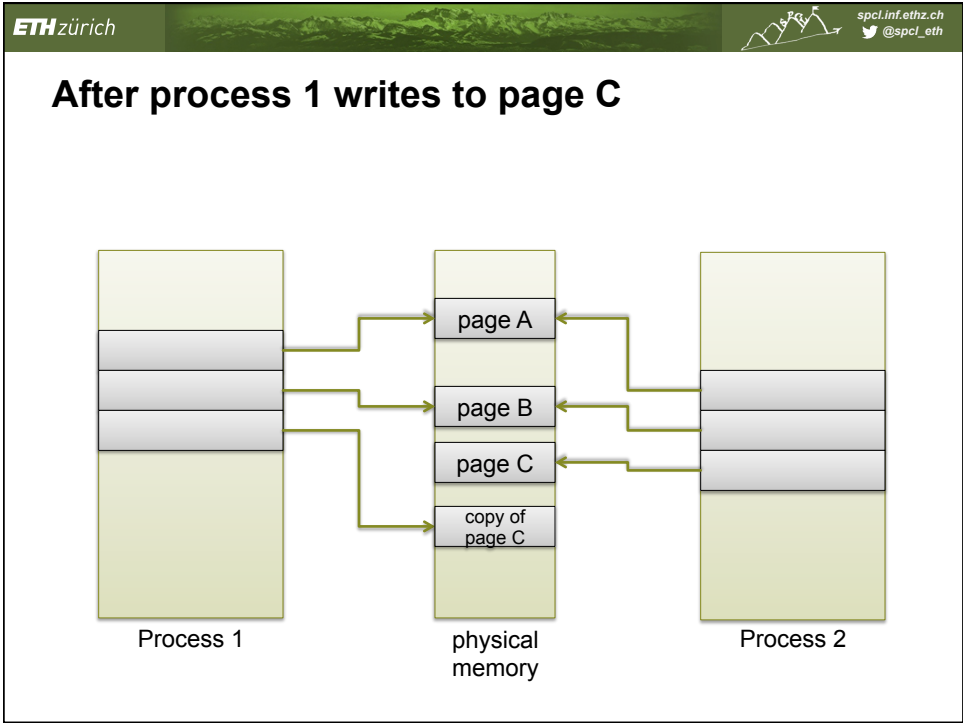 ETH zürich
spcl.inf.ethz.ch
@spcl_eth
After process 1 writes to page C
page A
page B
page C
copy of
page C
Process 1
physical
memory
Process 2